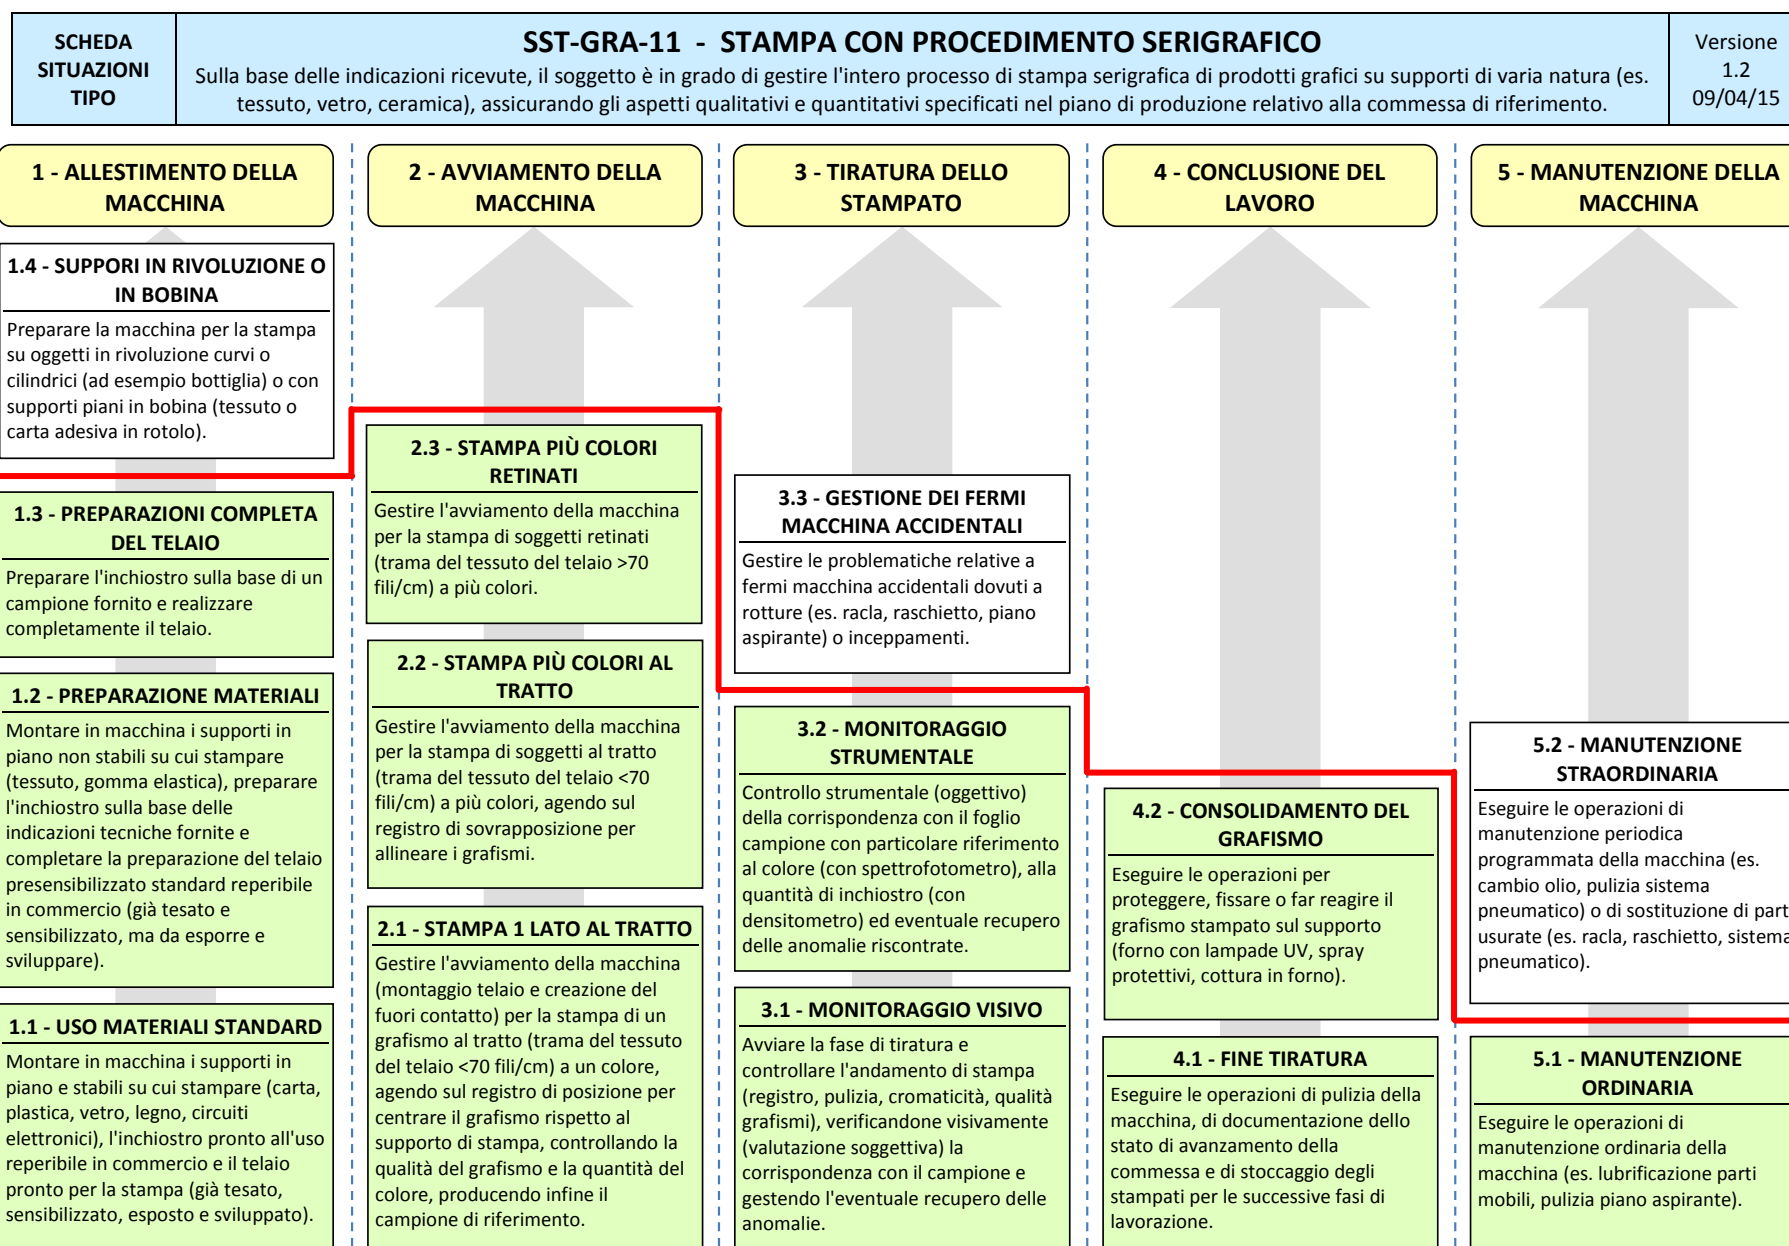 SCHEDA
SITUAZIONI
TIPO
SST-GRA-11 - STAMPA CON PROCEDIMENTO SERIGRAFICO
Sulla base delle indicazioni ricevute, il soggetto è in grado di gestire l'intero processo di stampa serigrafica di prodotti grafici su supporti di varia natura (es.
tessuto, vetro, ceramica), assicurando gli aspetti qualitativi e quantitativi specificati nel piano di produzione relativo alla commessa di riferimento.
Versione
1.2
09/04/15
1 - ALLESTIMENTO DELLA
MACCHINA
1.4 - SUPPORI IN RIVOLUZIONE O
IN BOBINA
Preparare la macchina per la stampa
su oggetti in rivoluzione curvi o
cilindrici (ad esempio bottiglia) o con
supporti piani in bobina (tessuto o
carta adesiva in rotolo).
1.3 - PREPARAZIONI COMPLETA
DEL TELAIO
Preparare l'inchiostro sulla base di un
campione fornito e realizzare
completamente il telaio.
1.2 - PREPARAZIONE MATERIALI
Montare in macchina i supporti in
piano non stabili su cui stampare
(tessuto, gomma elastica), preparare
l'inchiostro sulla base delle
indicazioni tecniche fornite e
completare la preparazione del telaio
presensibilizzato standard reperibile
in commercio (già tesato e
sensibilizzato, ma da esporre e
sviluppare).
1.1 - USO MATERIALI STANDARD
Montare in macchina i supporti in
piano e stabili su cui stampare (carta,
plastica, vetro, legno, circuiti
elettronici), l'inchiostro pronto all'uso
reperibile in commercio e il telaio
pronto per la stampa (già tesato,
sensibilizzato, esposto e sviluppato).
2 - AVVIAMENTO DELLA
MACCHINA
2.3 - STAMPA PIÙ COLORI
RETINATI
Gestire l'avviamento della macchina
per la stampa di soggetti retinati
(trama del tessuto del telaio >70
fili/cm) a più colori.
2.2 - STAMPA PIÙ COLORI AL
TRATTO
Gestire l'avviamento della macchina
per la stampa di soggetti al tratto
(trama del tessuto del telaio <70
fili/cm) a più colori, agendo sul
registro di sovrapposizione per
allineare i grafismi.
2.1 - STAMPA 1 LATO AL TRATTO
Gestire l'avviamento della macchina
(montaggio telaio e creazione del
fuori contatto) per la stampa di un
grafismo al tratto (trama del tessuto
del telaio <70 fili/cm) a un colore,
agendo sul registro di posizione per
centrare il grafismo rispetto al
supporto di stampa, controllando la
qualità del grafismo e la quantità del
colore, producendo infine il
campione di riferimento.
3 - TIRATURA DELLO
STAMPATO
3.3 - GESTIONE DEI FERMI
MACCHINA ACCIDENTALI
Gestire le problematiche relative a
fermi macchina accidentali dovuti a
rotture (es. racla, raschietto, piano
aspirante) o inceppamenti.
3.2 - MONITORAGGIO
STRUMENTALE
Controllo strumentale (oggettivo)
della corrispondenza con il foglio
campione con particolare riferimento
al colore (con spettrofotometro), alla
quantità di inchiostro (con
densitometro) ed eventuale recupero
delle anomalie riscontrate.
3.1 - MONITORAGGIO VISIVO
Avviare la fase di tiratura e
controllare l'andamento di stampa
(registro, pulizia, cromaticità, qualità
grafismi), verificandone visivamente
(valutazione soggettiva) la
corrispondenza con il campione e
gestendo l'eventuale recupero delle
anomalie.
4 - CONCLUSIONE DEL
LAVORO
4.2 - CONSOLIDAMENTO DEL
GRAFISMO
Eseguire le operazioni per
proteggere, fissare o far reagire il
grafismo stampato sul supporto
(forno con lampade UV, spray
protettivi, cottura in forno).
4.1 - FINE TIRATURA
Eseguire le operazioni di pulizia della
macchina, di documentazione dello
stato di avanzamento della
commessa e di stoccaggio degli
stampati per le successive fasi di
lavorazione.
5 - MANUTENZIONE DELLA
MACCHINA
5.2 - MANUTENZIONE
STRAORDINARIA
Eseguire le operazioni di
manutenzione periodica
programmata della macchina (es.
cambio olio, pulizia sistema
pneumatico) o di sostituzione di part
usurate (es. racla, raschietto, sistema
pneumatico).
5.1 - MANUTENZIONE
ORDINARIA
Eseguire le operazioni di
manutenzione ordinaria della
macchina (es. lubrificazione parti
mobili, pulizia piano aspirante).